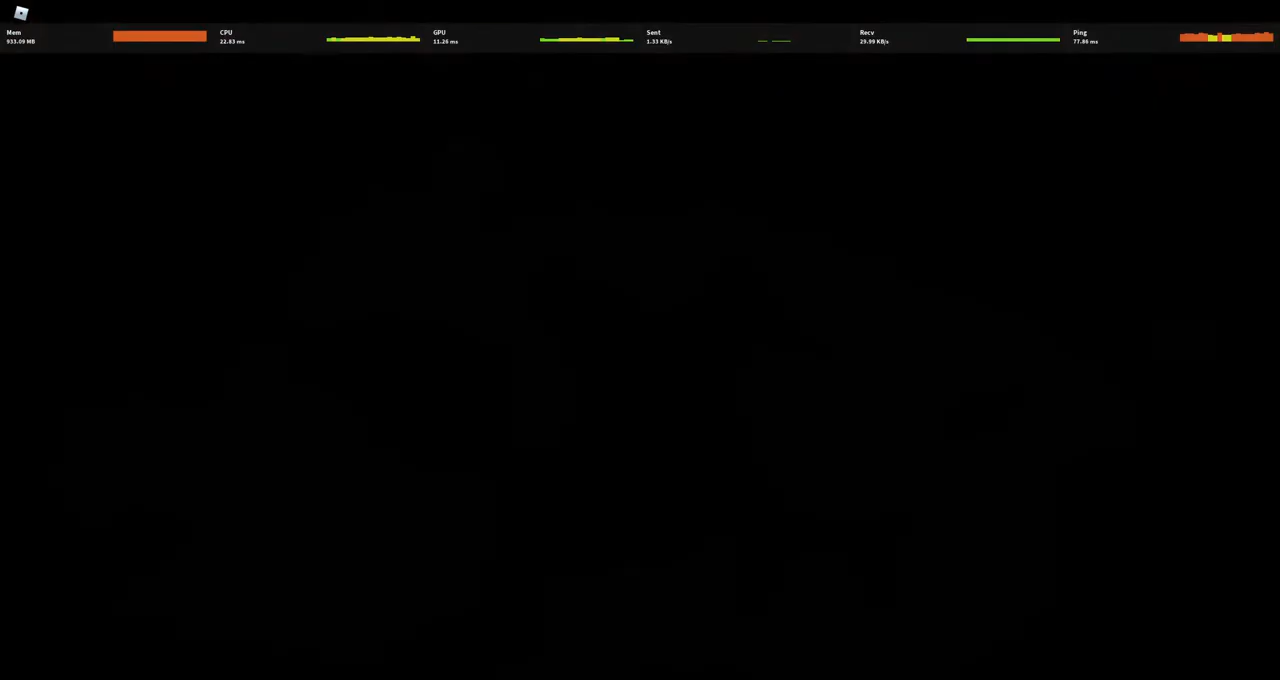 Mem CPU GPU Sent Recv Ping
933.09 MB 22.83 ms 11.26 ms 1.33 KB/s 29.99 KB/s 77.86 ms